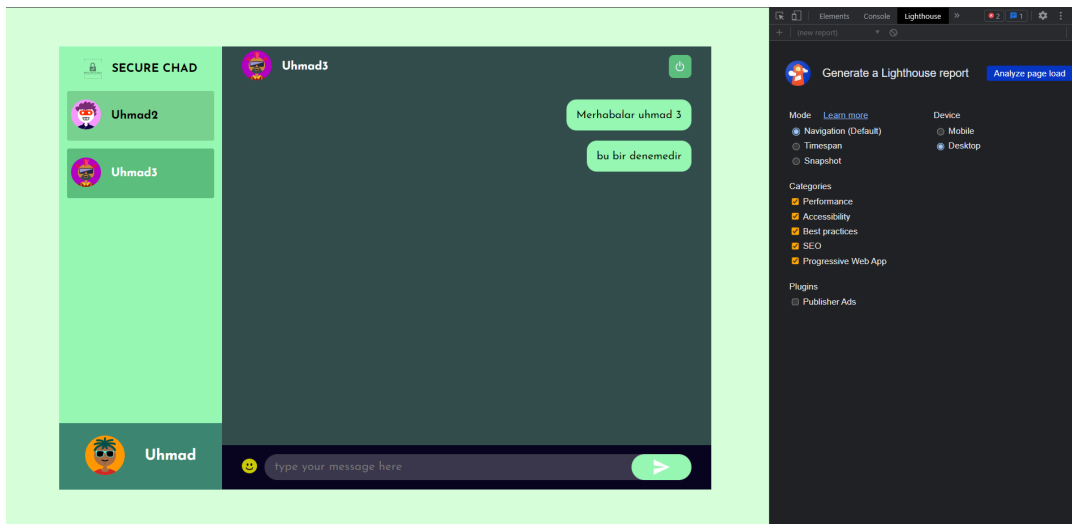 SECURE CHAD
Uhmad2
Uhmad3
Uhmad
Uhmad3
Merhabalar uhmad 3
bu bir denemedir
type your message here
Elements Console Lighthouse » 2 1
+ (new report)
Generate a Lighthouse report Analyze page load
Mode Learn more
Navigation (Default)
Timespan
Snapshot
Device
Mobile
Desktop
Categories
Performance
Accessibility
Best practices
SEO
Progressive Web App
Plugins
Publisher Ads